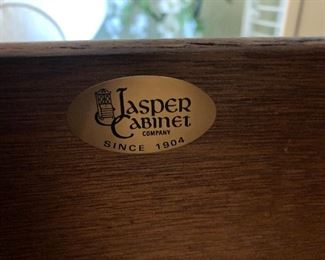 Jasper
Cabinet
COMPANY
SINCE 1904